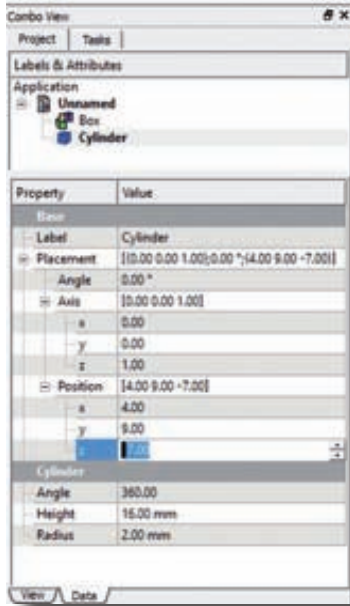 Combo View
Project Tasks
Labels & Attributes
Application
Unnamed
Box
Cylinder
Property Value
Base
Label Cylinder
Placement [(0.00 0.00 1.00);0.00 °;(4.00 9.00 -7.00)]
Angle 0.00 °
Axis [0.00 0.00 1.00]
x 0.00
y 0.00
z 1.00
Position [4.00 9.00 -7.00]
x 4.00
y 9.00
z -7.00
Cylinder
Angle 360.00
Height 16.00 mm
Radius 2.00 mm
View Data